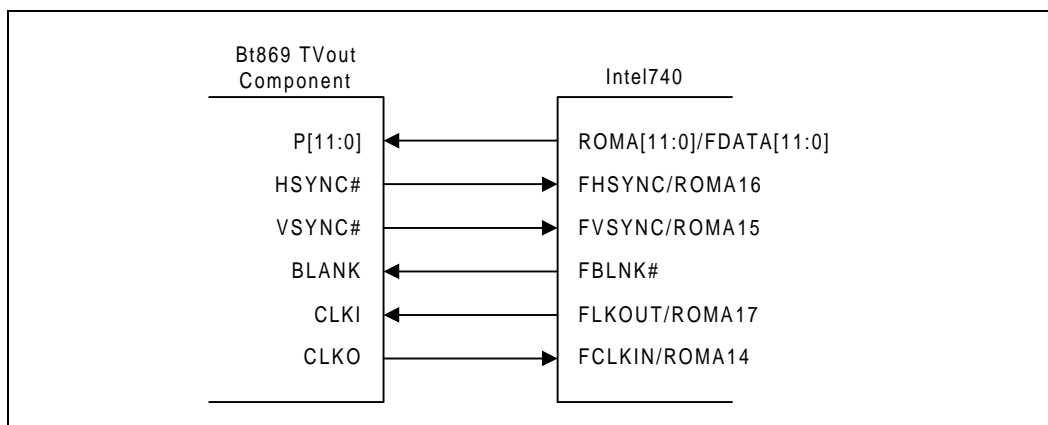 Bt869 TVout
Component
Intel740
P[11:0]
ROMA[11:0]/FDATA[11:0]
HSYNC#
FHSYNC/ROMA16
VSYNC#
FVSYNC/ROMA15
BLANK
FBLNK#
CLKI
FLKOUT/ROMA17
CLKO
FCLKIN/ROMA14